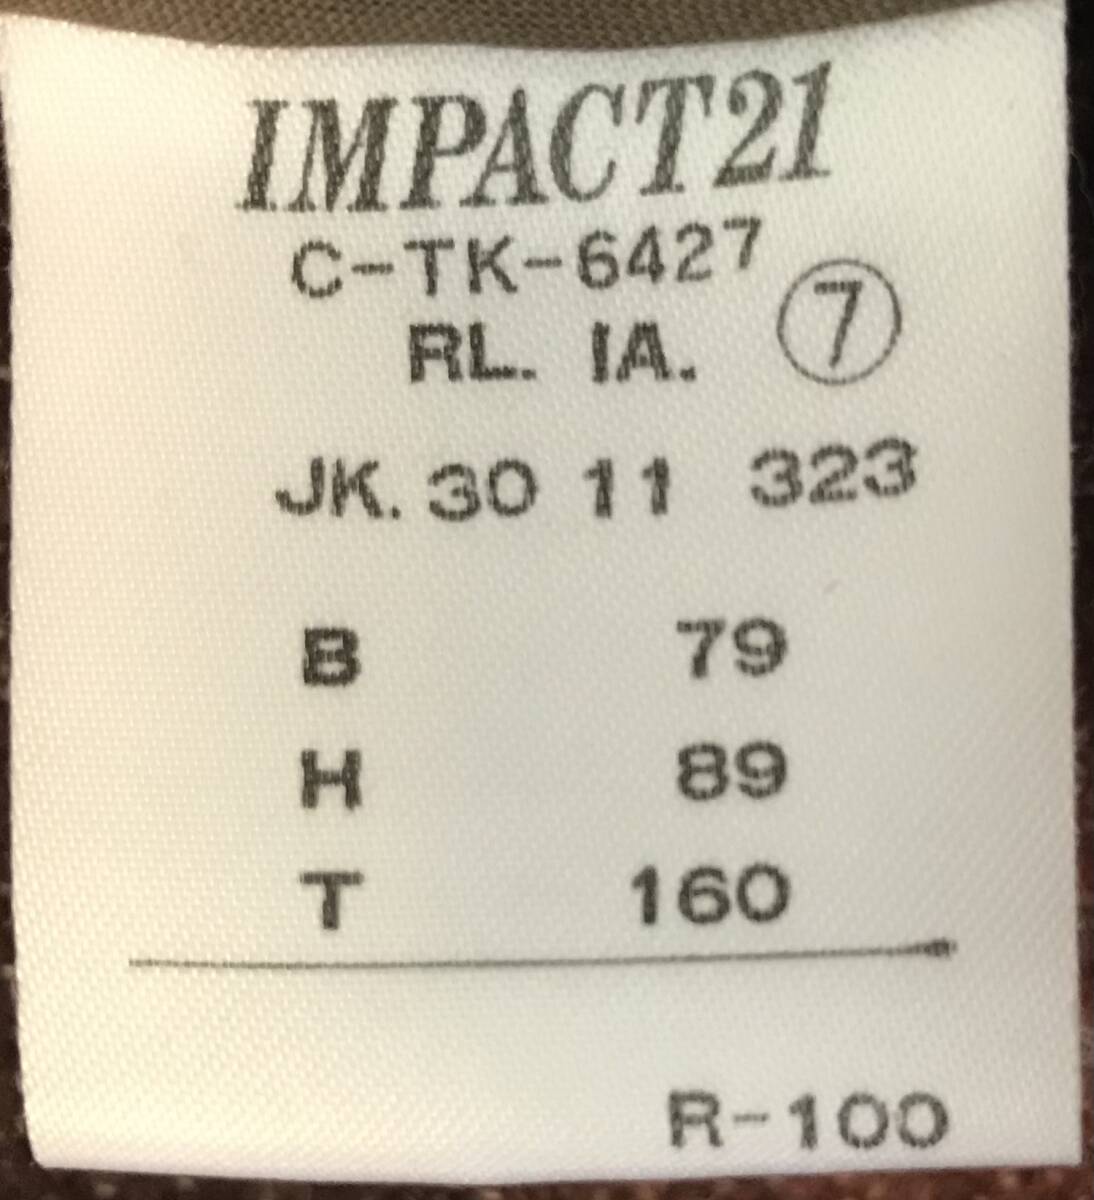 IMPACT21
C-TK-6427
RL. IA. ⑦
JK. 30 11 323
B 79
H 89
T 160
R-100